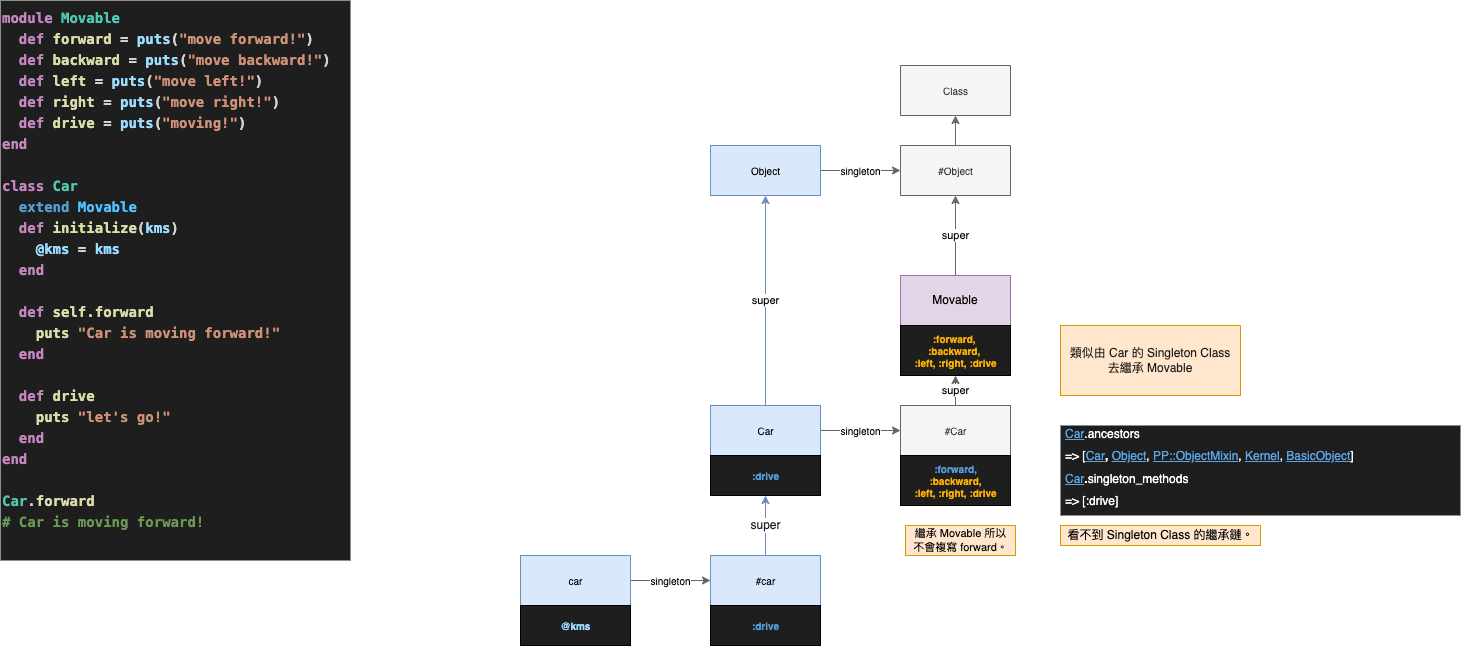 module Movable
  def forward = puts("move forward!")
  def backward = puts("move backward!")
  def left = puts("move left!")
  def right = puts("move right!")
  def drive = puts("moving!")
end

class Car
  extend Movable
  def initialize(kms)
    @kms = kms
  end

  def self.forward
    puts "Car is moving forward!"
  end

  def drive
    puts "let's go!"
  end
end

Car.forward
# Car is moving forward!
Class
Object
singleton
#Object
super
super
Movable
:forward,
:backward,
:left, :right, :drive
super
Car
singleton
#Car
:drive
:forward,
:backward,
:left, :right, :drive
super
繼承 Movable 所以
不會複寫 forward。
car
singleton
#car
@kms
:drive
類似由 Car 的 Singleton Class
去繼承 Movable
Car.ancestors
=> [Car, Object, PP::ObjectMixin, Kernel, BasicObject]
Car.singleton_methods
=> [:drive]
看不到 Singleton Class 的繼承鏈。